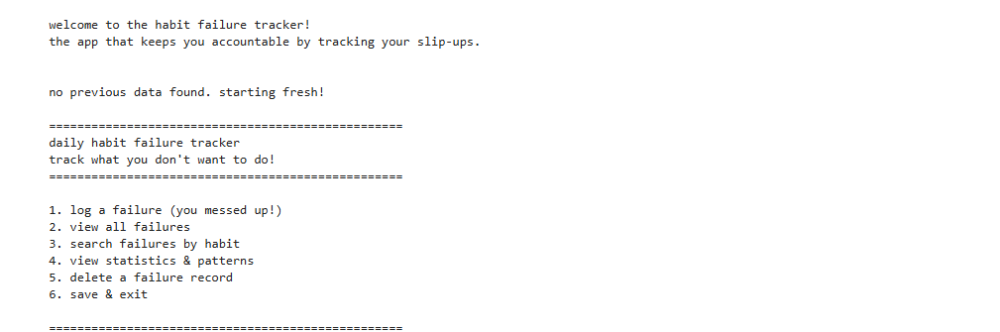 welcome to the habit failure tracker!
the app that keeps you accountable by tracking your slip-ups.
no previous data found. starting fresh!
==================================================
daily habit failure tracker
track what you don't want to do!
==================================================
1. log a failure (you messed up!)
2. view all failures
3. search failures by habit
4. view statistics & patterns
5. delete a failure record
6. save & exit
==================================================